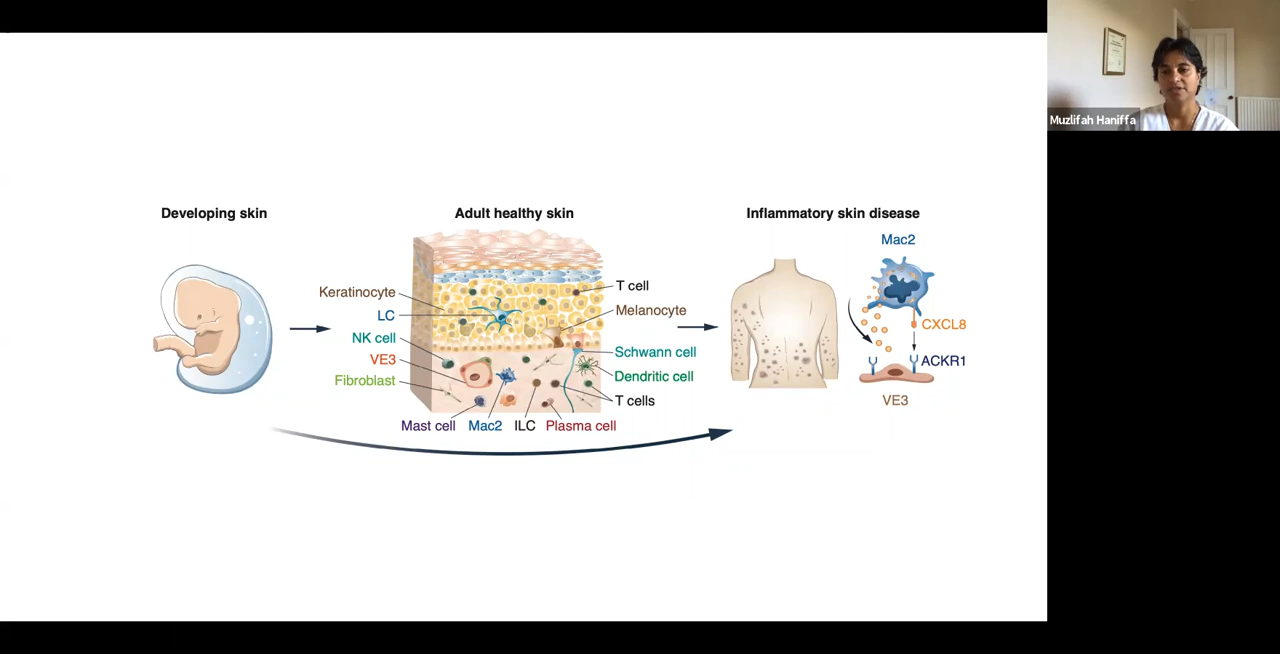 Muzlifah Haniffa
Developing skin
Adult healthy skin
Inflammatory skin disease
Mac2
Keratinocyte
LC
NK cell
VE3
Fibroblast
T cell
Melanocyte
Schwann cell
Dendritic cell
T cells
Mast cell
Mac2
ILC
Plasma cell
CXCL8
ACKR1
VE3